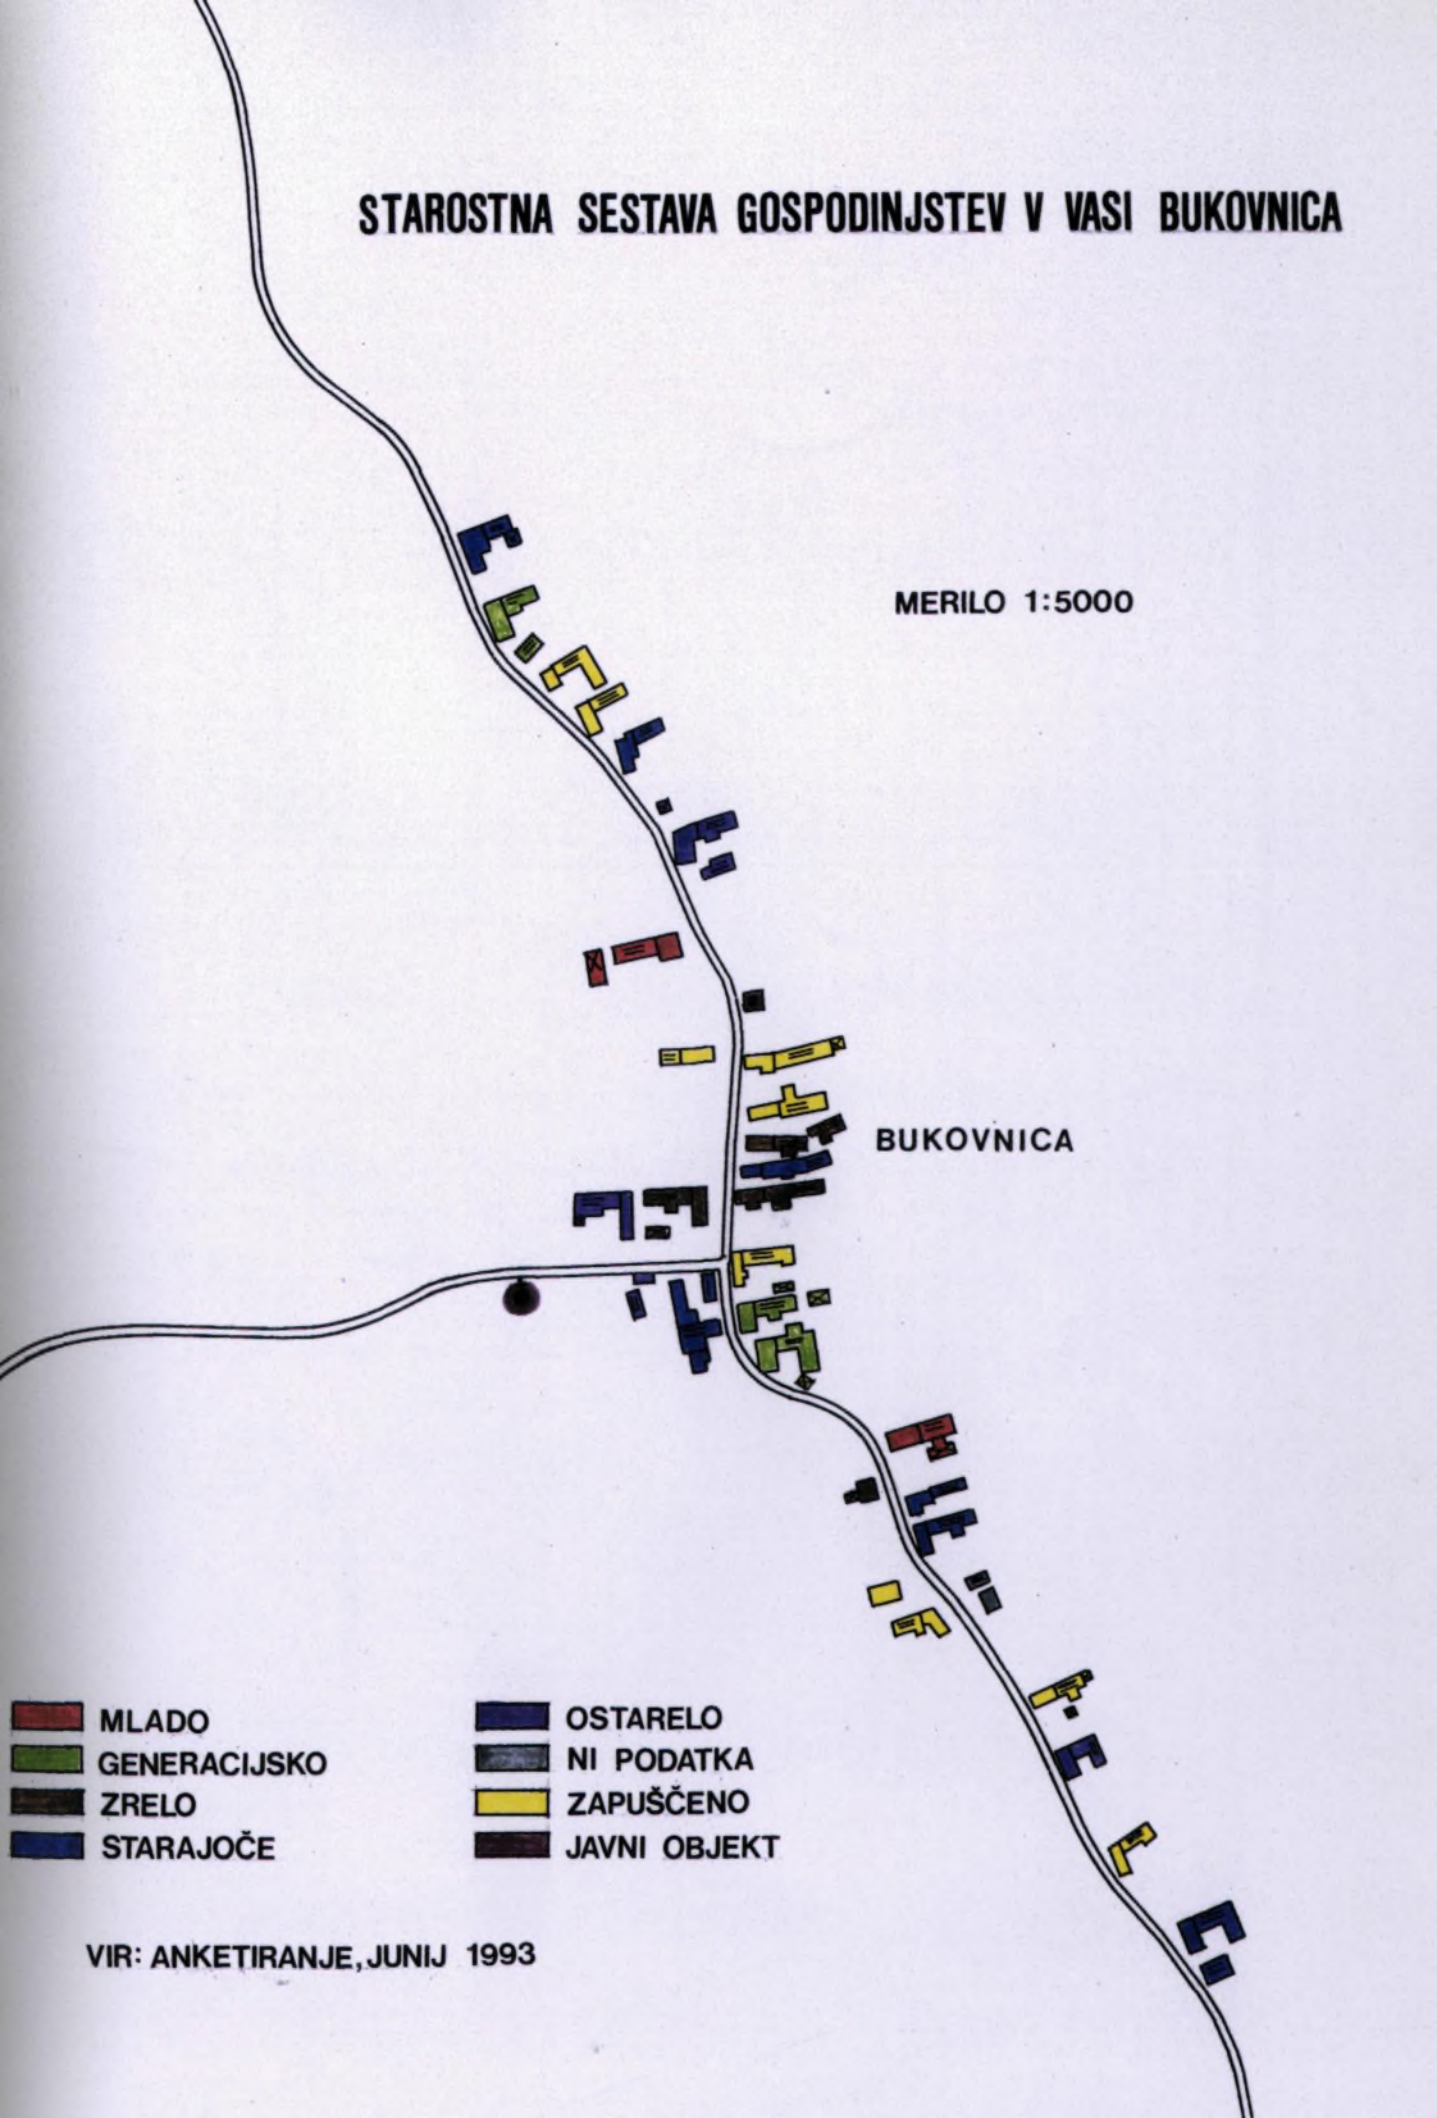 STAROSTNA SESTAVA GOSPODINJSTEV V VASI BUKOVNICA
MERILO 1:5000
BUKOVNICA
MLADO
GENERACIJSKO
ZRELO
STARAJOČE
OSTARELO
NI PODATKA
ZAPUŠČENO
JAVNI OBJEKT
VIR: ANKETIRANJE, JUNIJ 1993